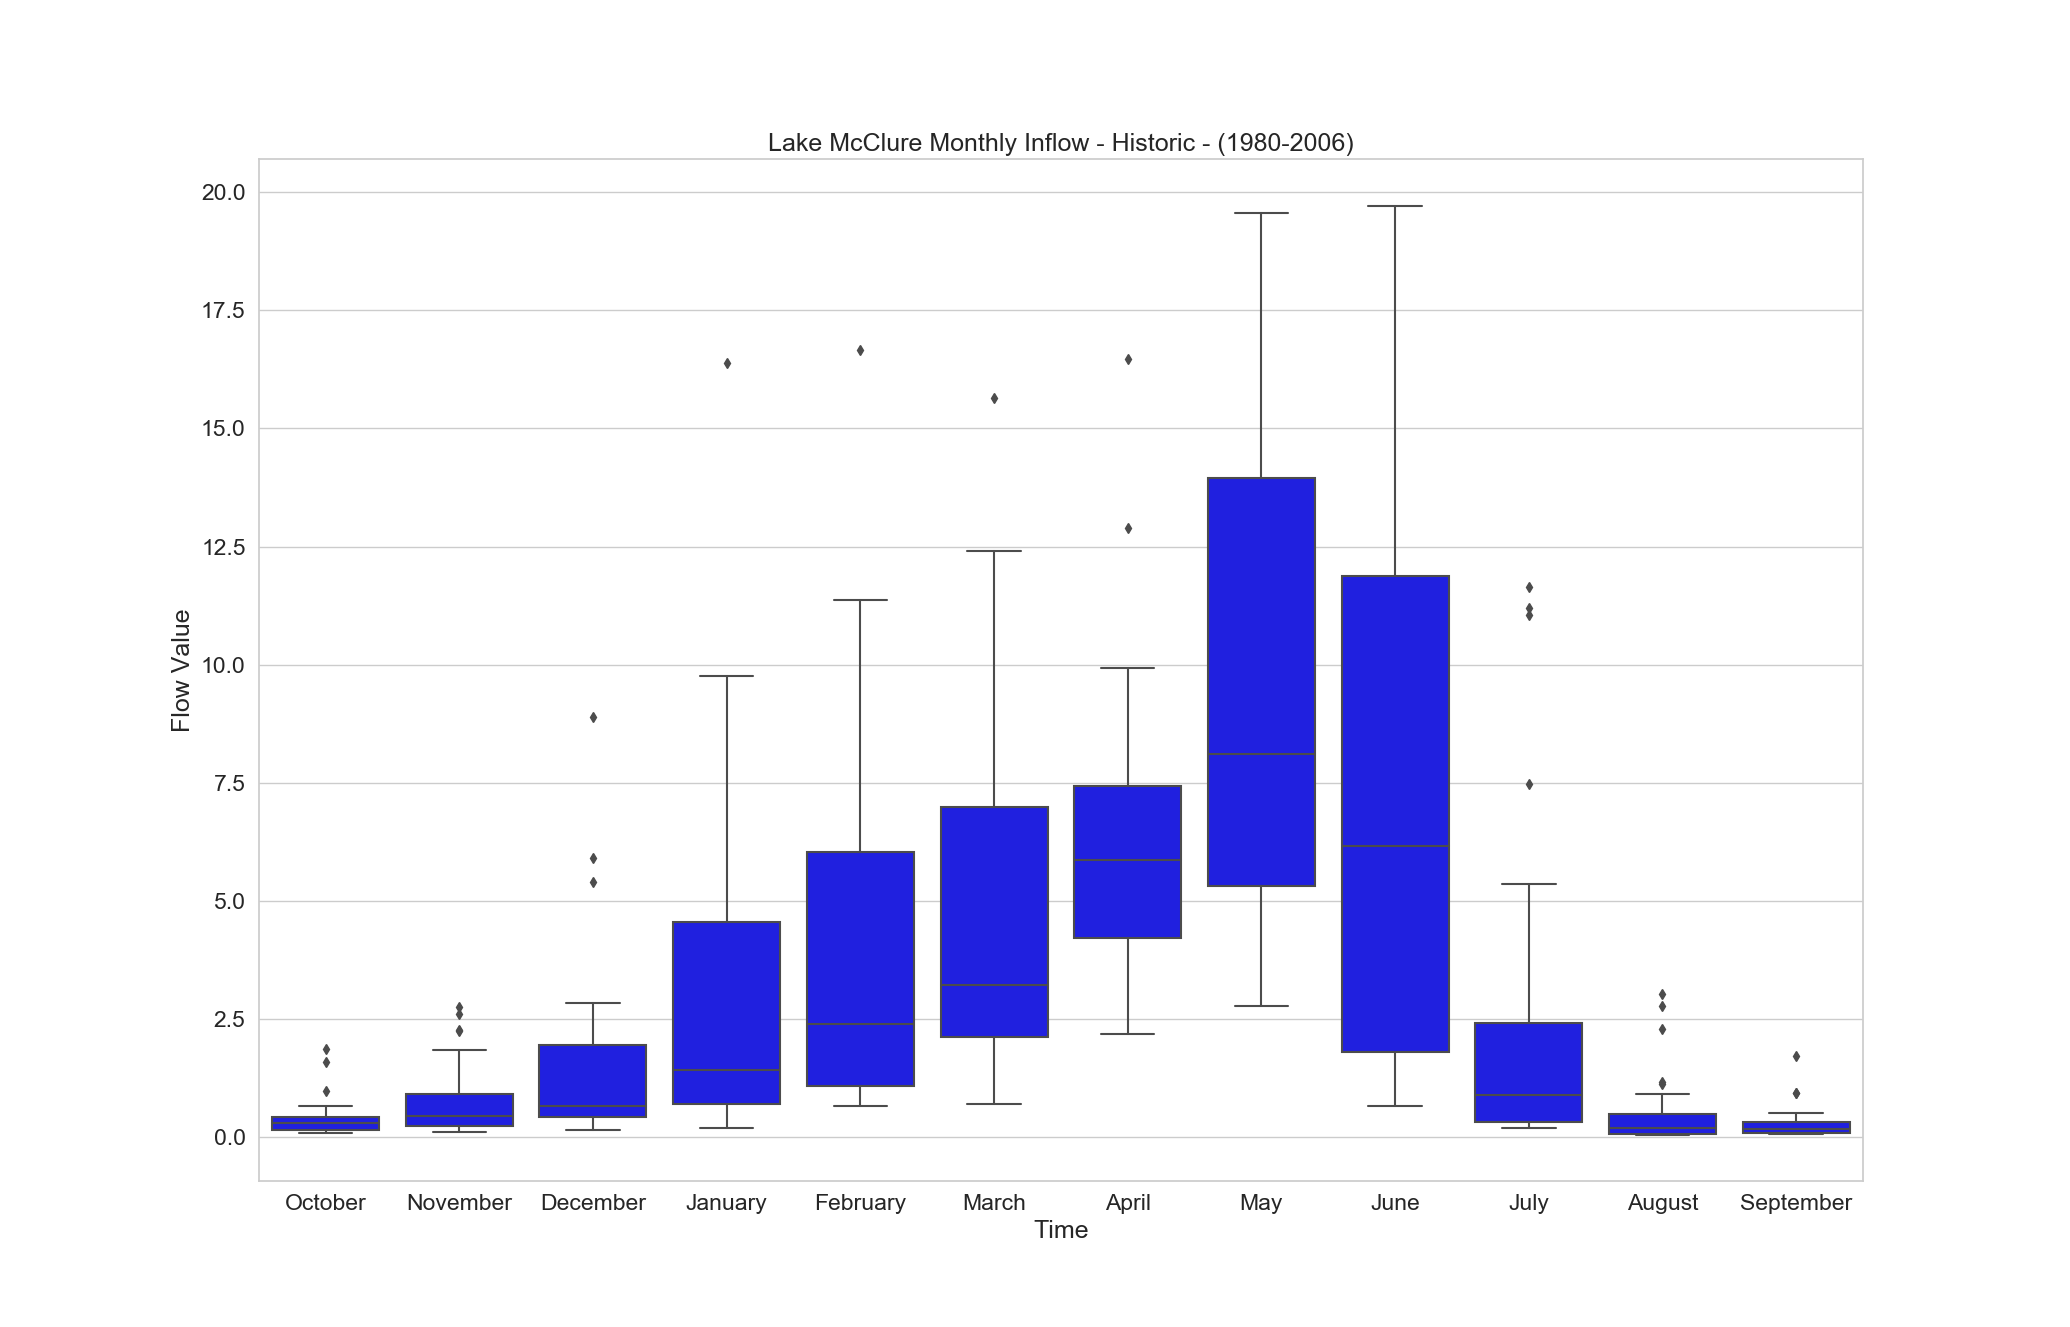 Lake McClure Monthly Inflow - Historic - (1980-2006)
20.0
17.5
15.0
12.5
10.0
7.5
5.0
2.5
0.0
Flow Value
October November December January February March April May June July August September
Time